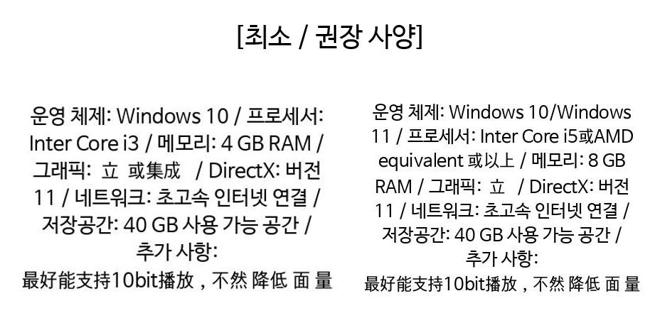 [최소 / 권장 사양]
운영 체제: Windows 10 / 프로세서:
Inter Core i3 / 메모리: 4 GB RAM /
그래픽: 立 或集成 / DirectX: 버전
11 / 네트워크: 초고속 인터넷 연결 /
저장공간: 40 GB 사용 가능 공간 /
추가 사항:
最好能支持10bit播放 , 不然 降低 面 量
운영 체제: Windows 10/Windows
11 / 프로세서: Inter Core i5或AMD
equivalent 或以上 / 메모리: 8 GB
RAM / 그래픽: 立 / DirectX: 버전
11 / 네트워크: 초고속 인터넷 연결 /
저장공간: 40 GB 사용 가능 공간 /
추가 사항:
最好能支持10bit播放 , 不然 降低 面 量